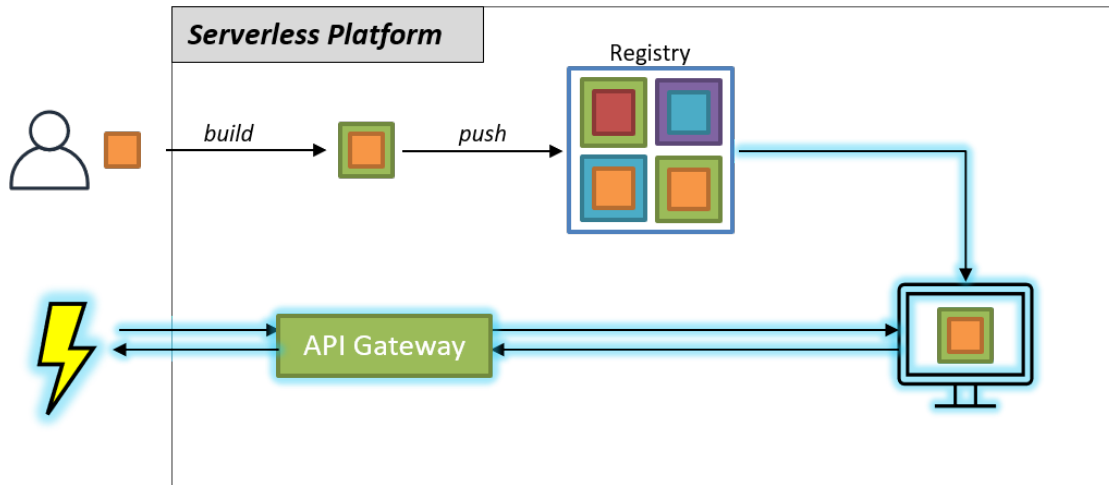 Serverless Platform
Registry
build
push
API Gateway